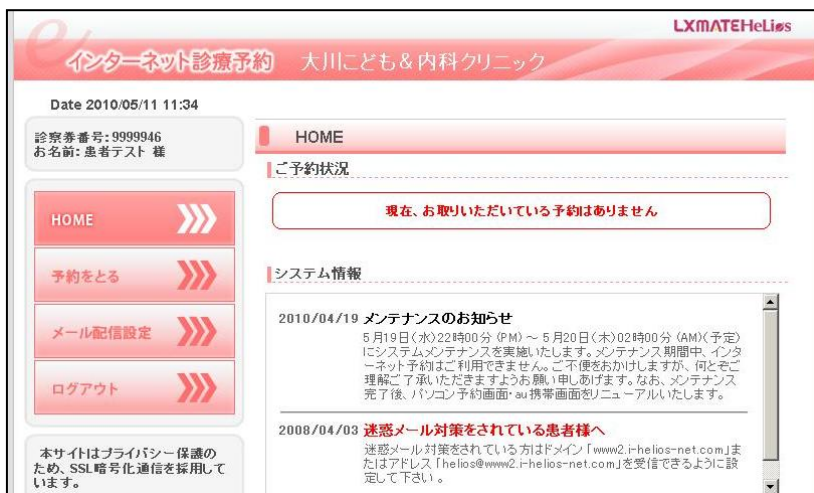 LXMATEHeLiøs
e インターネット診療予約 大川こども&内科クリニック
Date 2010/05/11 11:34
診察券番号:9999946
お名前:患者テスト 様
HOME
予約をとる
メール配信設定
ログアウト
本サイトはプライバシー保護の
ため、SSL暗号化通信を採用して
います。
HOME
ご予約状況
現在、お取りいただいている予約はありません
システム情報
2010/04/19 メンテナンスのお知らせ
5月19日(水)22時00分(PM)～5月20日(木)02時00分(AM)(予定)
にシステムメンテナンスを実施いたします。メンテナンス期間中、インタ
ーネット予約はご利用できません。ご不便をおかけしますが、何とぞご
理解ご了承いただきますようお願い申しあげます。なお、メンテナンス
完了後、パソコン予約画面・au携帯画面をリニューアルいたします。
2008/04/03 迷惑メール対策をされている患者様へ
迷惑メール対策をされている方はドメイン「www2.i-helios-net.com」ま
たはアドレス「helios@www2.i-helios-net.com」を受信できるように設
定して下さい。